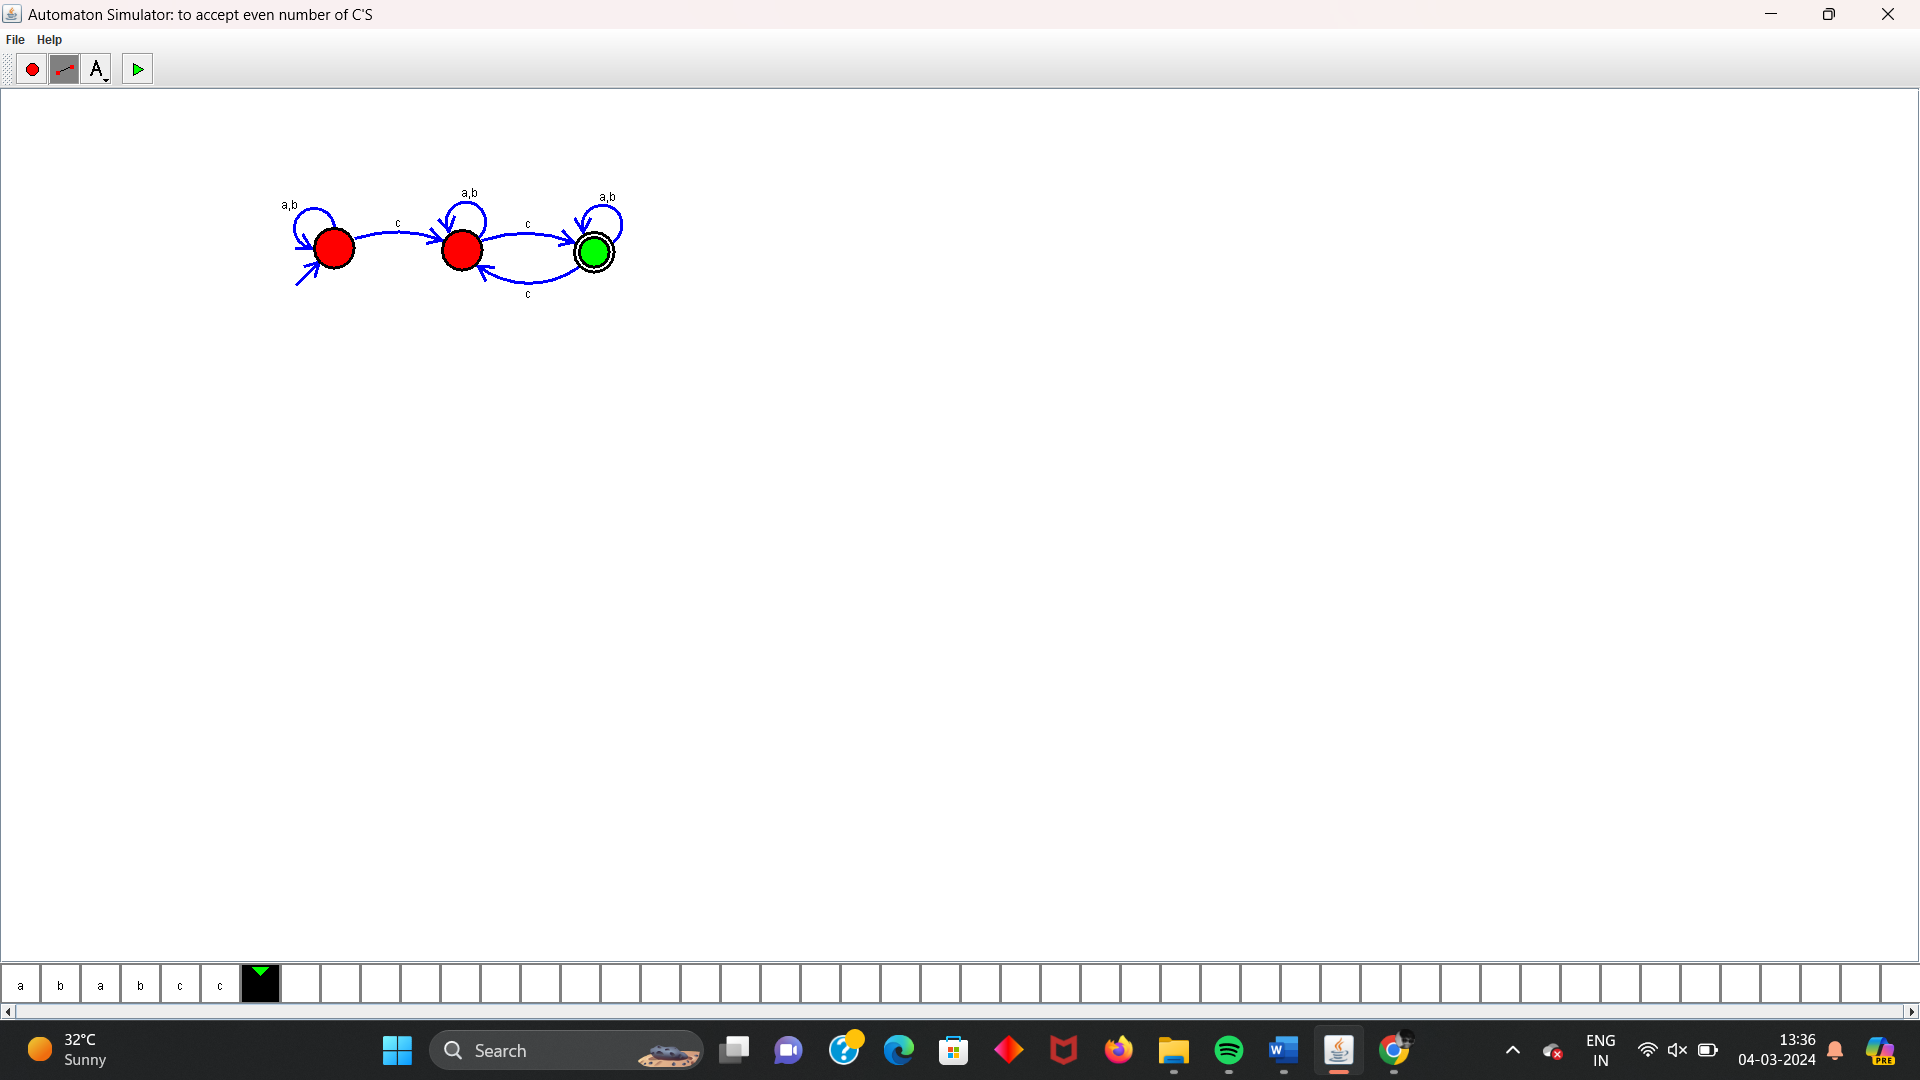 Automaton Simulator: to accept even number of C'S
File Help
A
a,b
c
a,b
c
a,b
c
a b a b c c
32°C
Sunny
Search
PRE
ENG
IN
13:36
04-03-2024